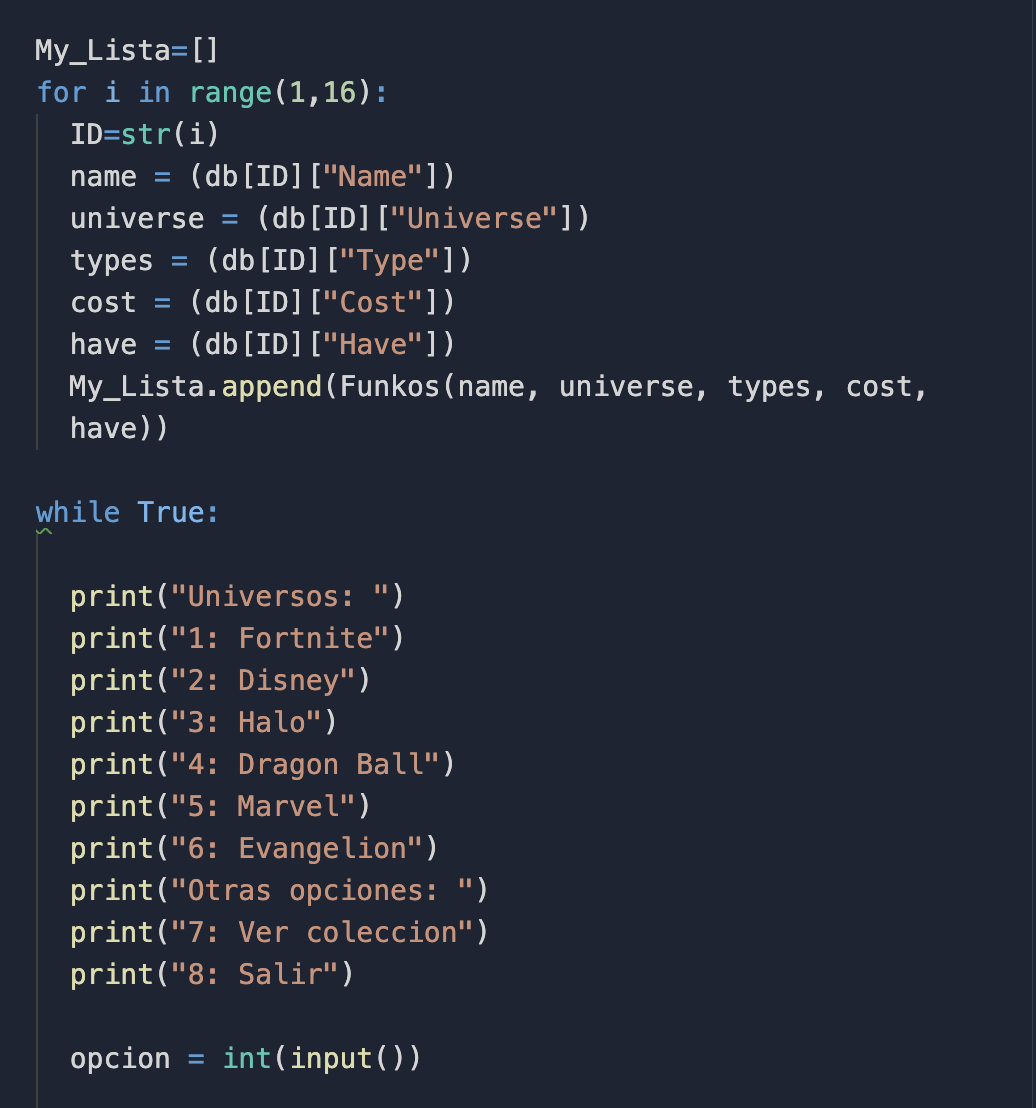 My_Lista=[]
for i in range(1,16):
  ID=str(i)
  name = (db[ID]["Name"])
  universe = (db[ID]["Universe"])
  types = (db[ID]["Type"])
  cost = (db[ID]["Cost"])
  have = (db[ID]["Have"])
  My_Lista.append(Funkos(name, universe, types, cost,
  have))
while True:
  print("Universos: ")
  print("1: Fortnite")
  print("2: Disney")
  print("3: Halo")
  print("4: Dragon Ball")
  print("5: Marvel")
  print("6: Evangelion")
  print("Otras opciones: ")
  print("7: Ver coleccion")
  print("8: Salir")
  opcion = int(input())